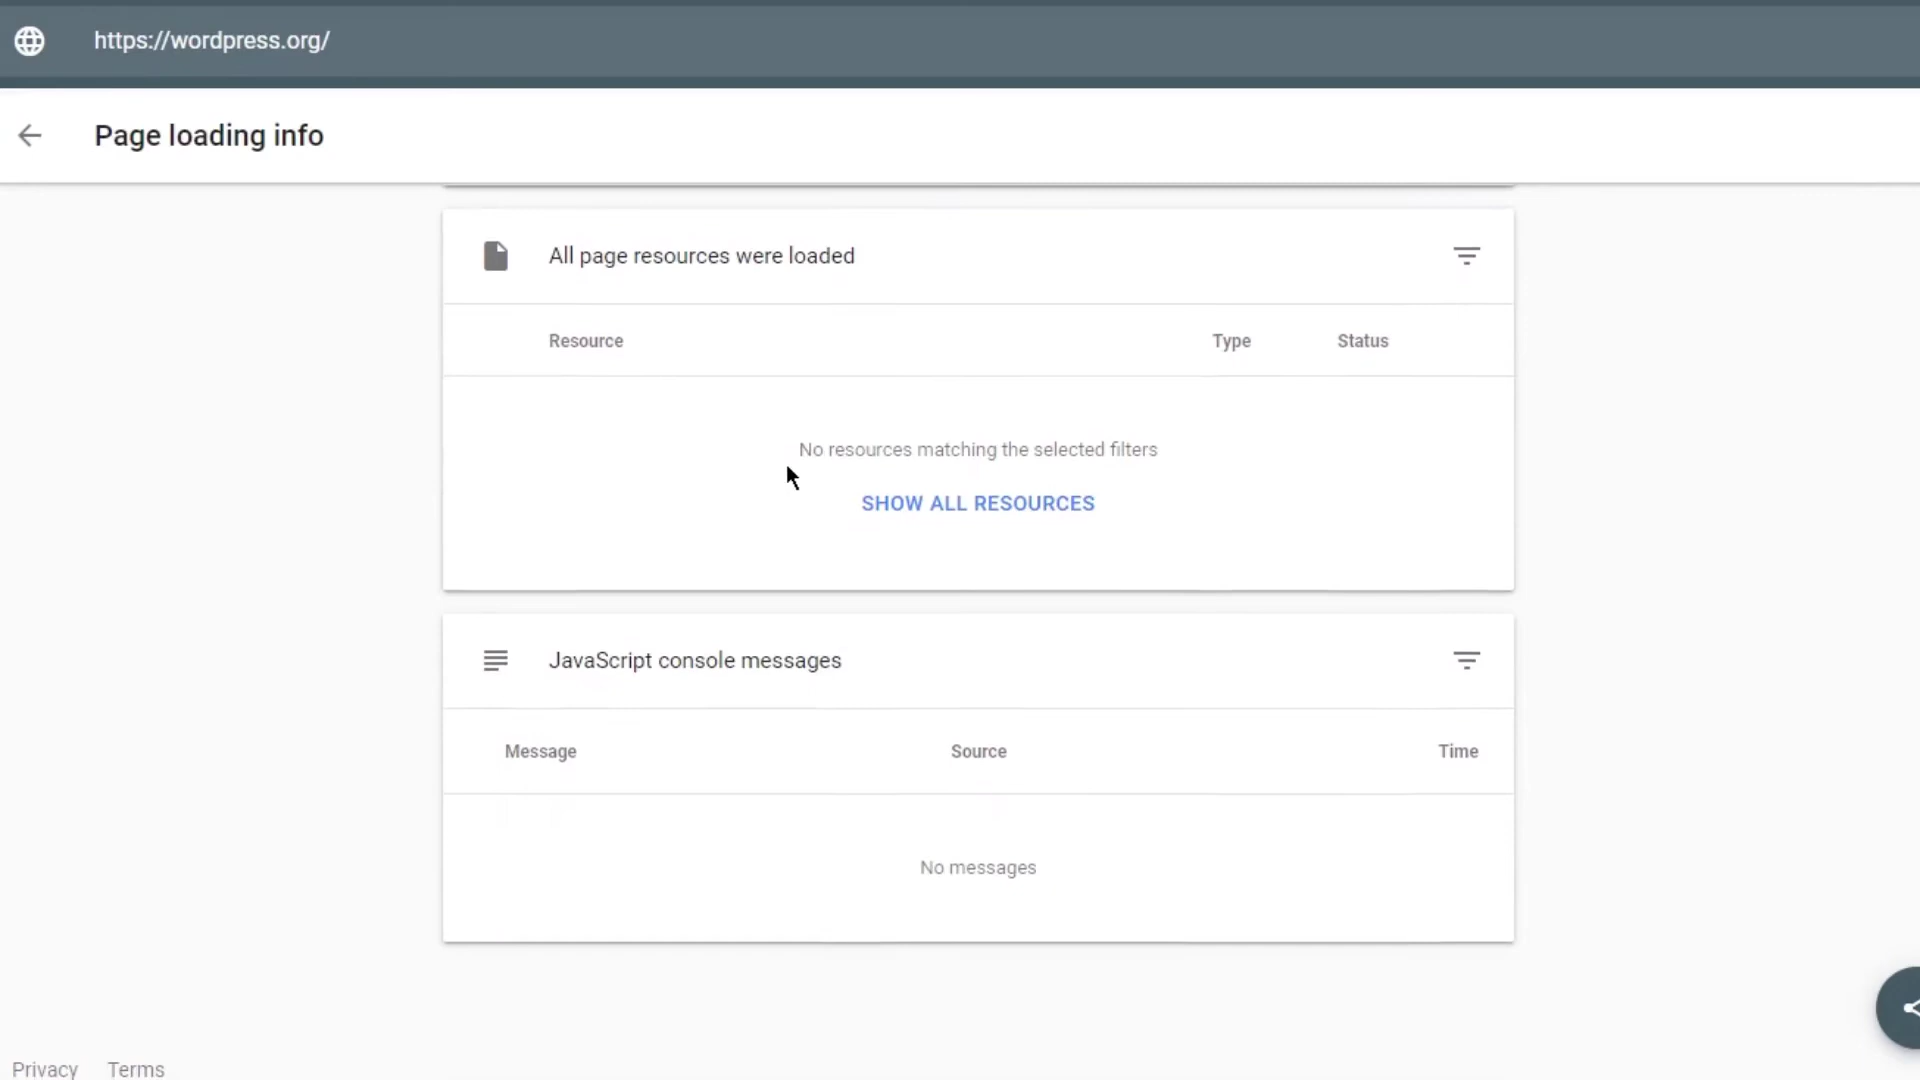 https://wordpress.org/
Page loading info
All page resources were loaded
Resource Type Status
No resources matching the selected filters
SHOW ALL RESOURCES
JavaScript console messages
Message Source Time
No messages
Privacy Terms